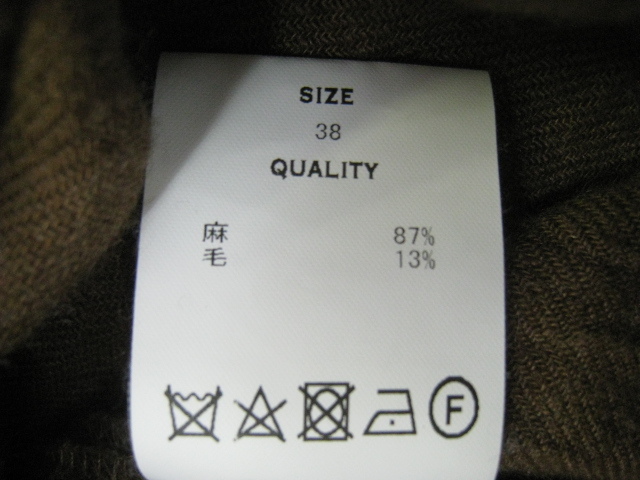 SIZE
38
QUALITY
麻 87%
毛 13%
F